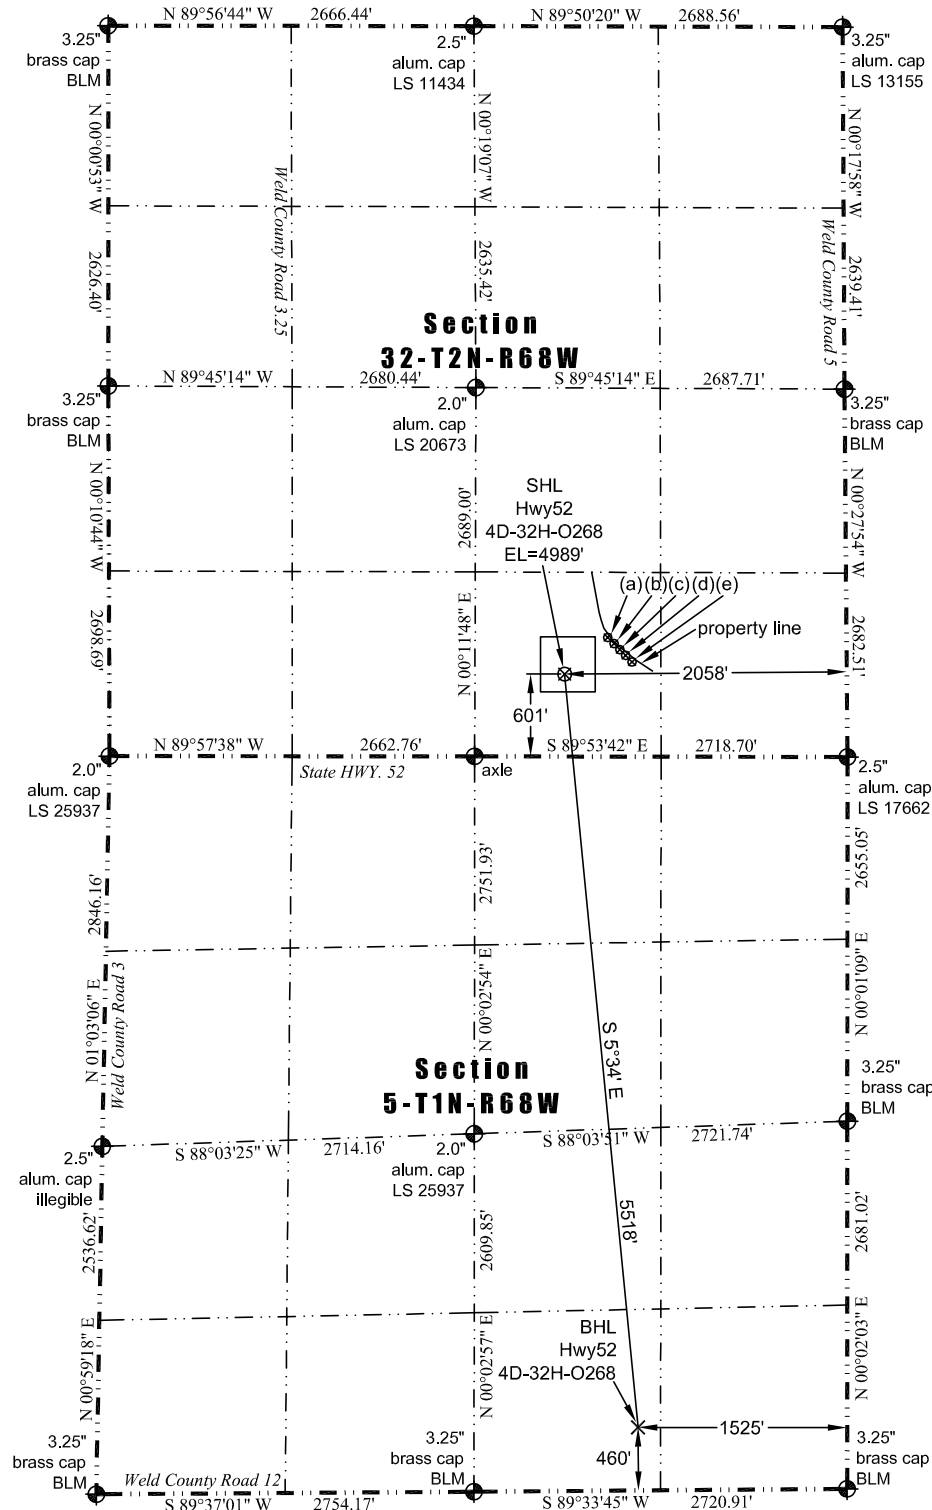 N 89°56'44" W 2666.44' N 89°50'20" W 2688.56'
3.25"
brass cap
BLM
2.5"
alum. cap
LS 11434
3.25"
alum. cap
LS 13155
N 00°00'53" W
2626.40'
Weld County Road 3.25
N 00°19'07" W
2635.42'
N 00°17'58" W
2639.41'
Weld County Road 5
Section
32-T2N-R68W
N 89°45'14" W 2680.44' S 89°45'14" E 2687.71'
3.25"
brass cap
BLM
2.0"
alum. cap
LS 20673
3.25"
brass cap
BLM
N 00°10'44" W
2698.69'
2689.00'
N 00°11'48" E
N 00°27'54" W
2682.51'
SHL
Hwy52
4D-32H-O268
EL=4989'
(a)(b)(c)(d)(e)
property line
2058'
601'
N 89°57'38" W 2662.76' S 89°53'42" E 2718.70'
State HWY. 52
axle
2.0"
alum. cap
LS 25937
2.5"
alum. cap
LS 17662
2846.16'
N 01°03'06" E
Weld County Road 3
2751.93'
N 00°02'54" E
2655.05'
N 00°01'09" E
S 5°34' E
5518'
Section
5-T1N-R68W
3.25"
brass cap
BLM
S 88°03'25" W 2714.16' S 88°03'51" W 2721.74'
2.5"
alum. cap
illegible
2.0"
alum. cap
LS 25937
2536.62'
N 00°59'18" E
2609.85'
N 00°02'57" E
2681.02'
N 00°02'03" E
BHL
Hwy52
4D-32H-O268
1525'
460'
3.25"
brass cap
BLM
3.25"
brass cap
BLM
3.25"
brass cap
BLM
Weld County Road 12
S 89°37'01" W 2754.17' S 89°33'45" W 2720.91'